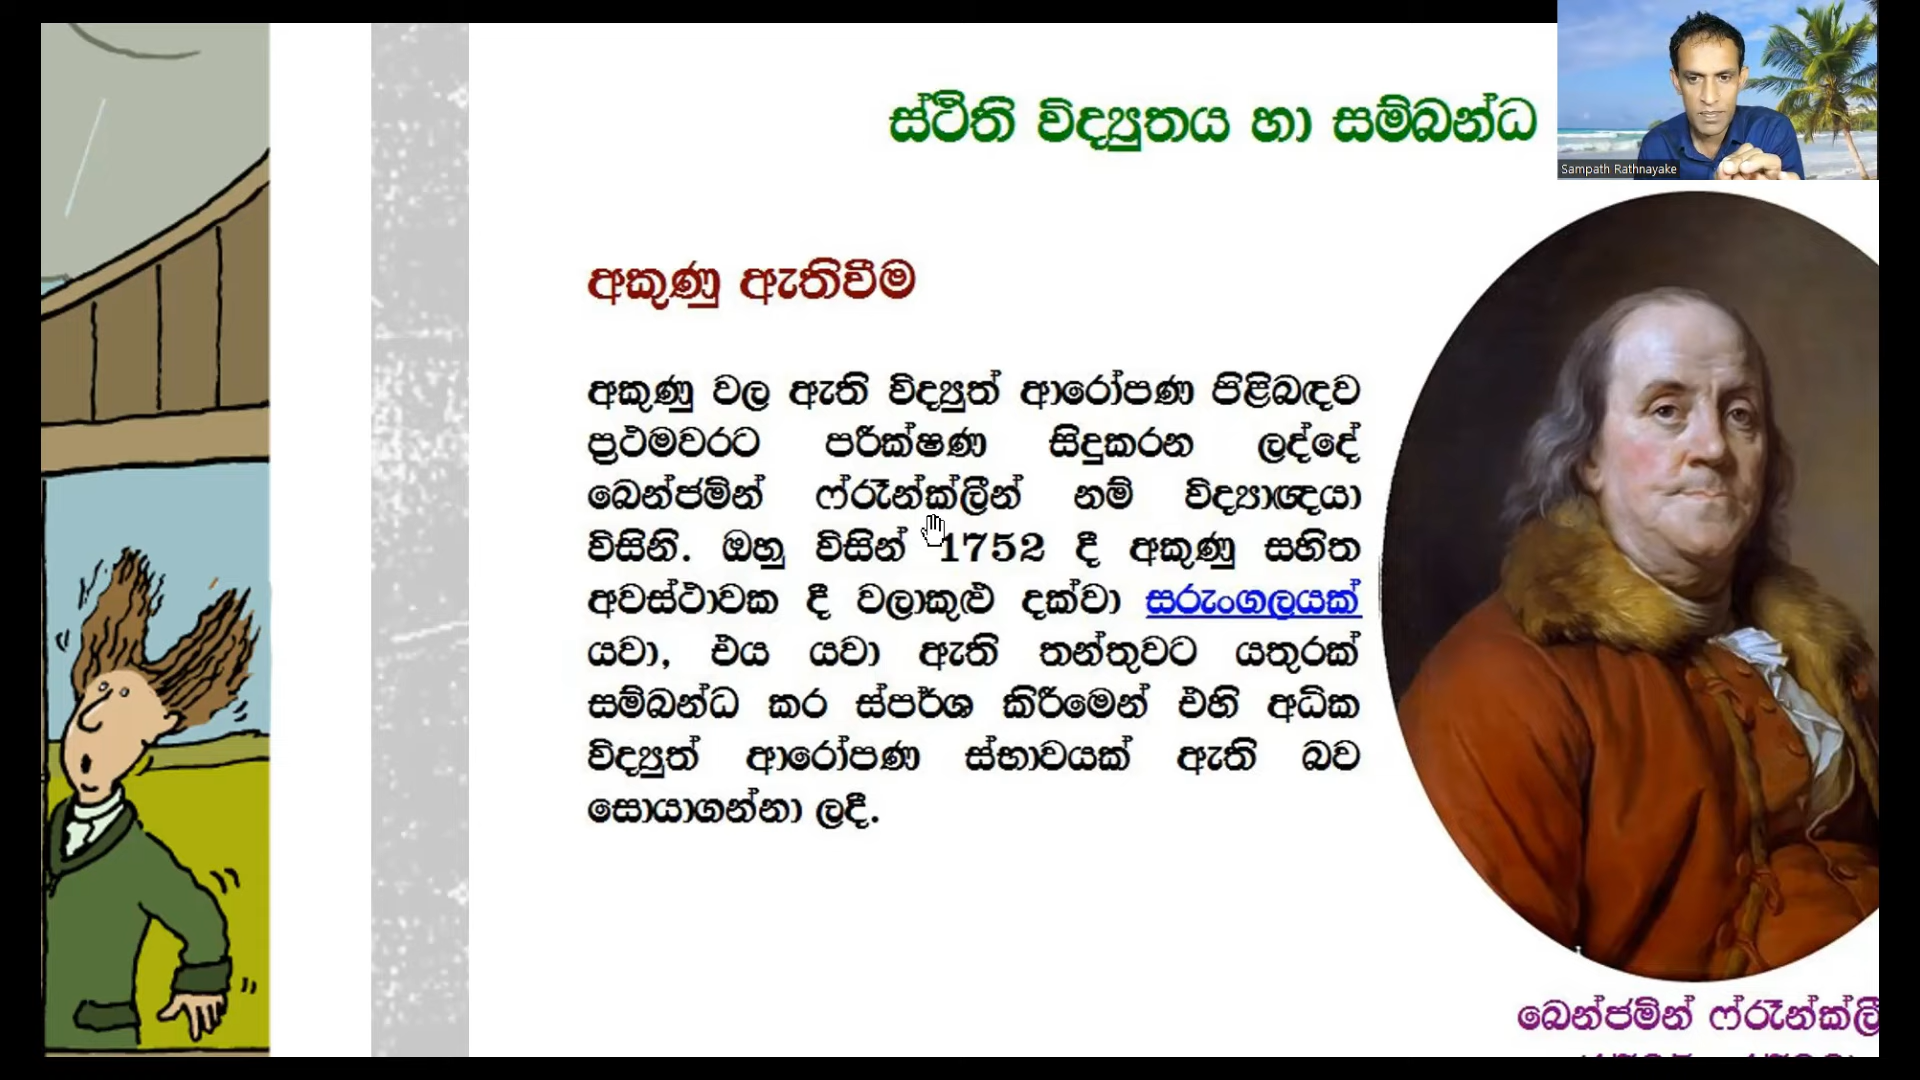 ස්ථිති විද්‍යුතය හා සම්බන්ධ
Sampath Rathnayake
අකුණු ඇතිවීම
අකුණු වල ඇති විද්‍යුත් ආරෝපණ පිළිබඳව
ප්‍රථමවරට පරීක්ෂණ සිදුකරන ලද්දේ
බෙන්ජමින් ෆ්රෑන්ක්ලීන් නම් විද්‍යාඥයා
විසිනි. ඔහු විසින් 1752 දී අකුණු සහිත
අවස්ථාවක දී වලාකුළු දක්වා සරුංගලයක්
යවා, එය යවා ඇති තන්තුවට යතුරක්
සම්බන්ධ කර ස්පර්ශ කිරීමෙන් එහි අධික
විද්‍යුත් ආරෝපණ ස්භාවයක් ඇති බව
සොයාගන්නා ලදී.
බෙන්ජමින් ෆ්රෑන්ක්ලී